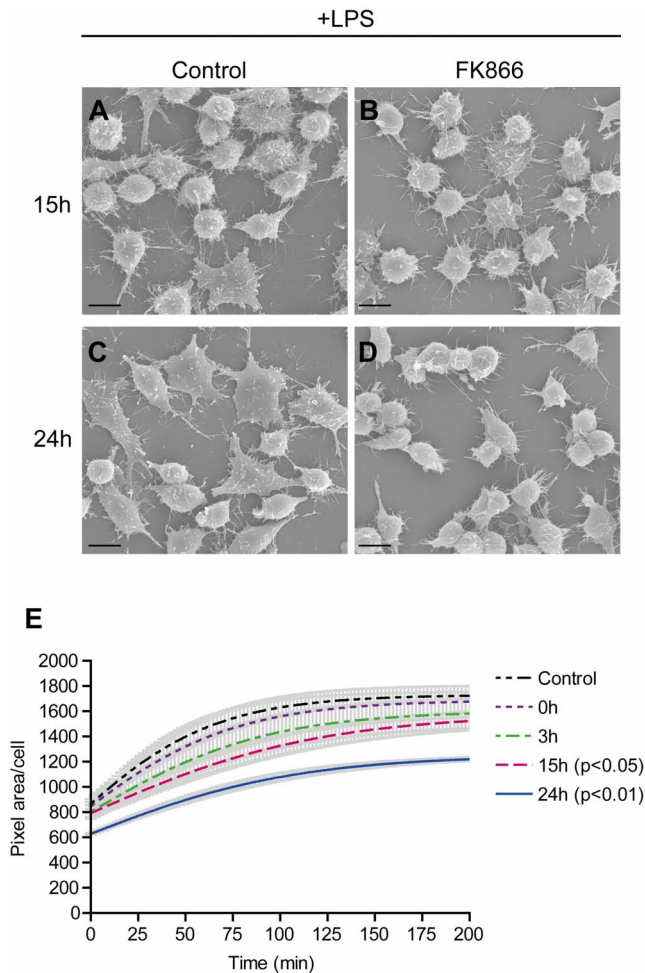 +LPS
Control FK866
A B
15h
C D
24h
E
2000
1800
1600
1400
1200
1000
800
600
400
200
0
Pixel area/cell
0 25 50 75 100 125 150 175 200
Time (min)
Control
0h
3h
15h (p<0.05)
24h (p<0.01)